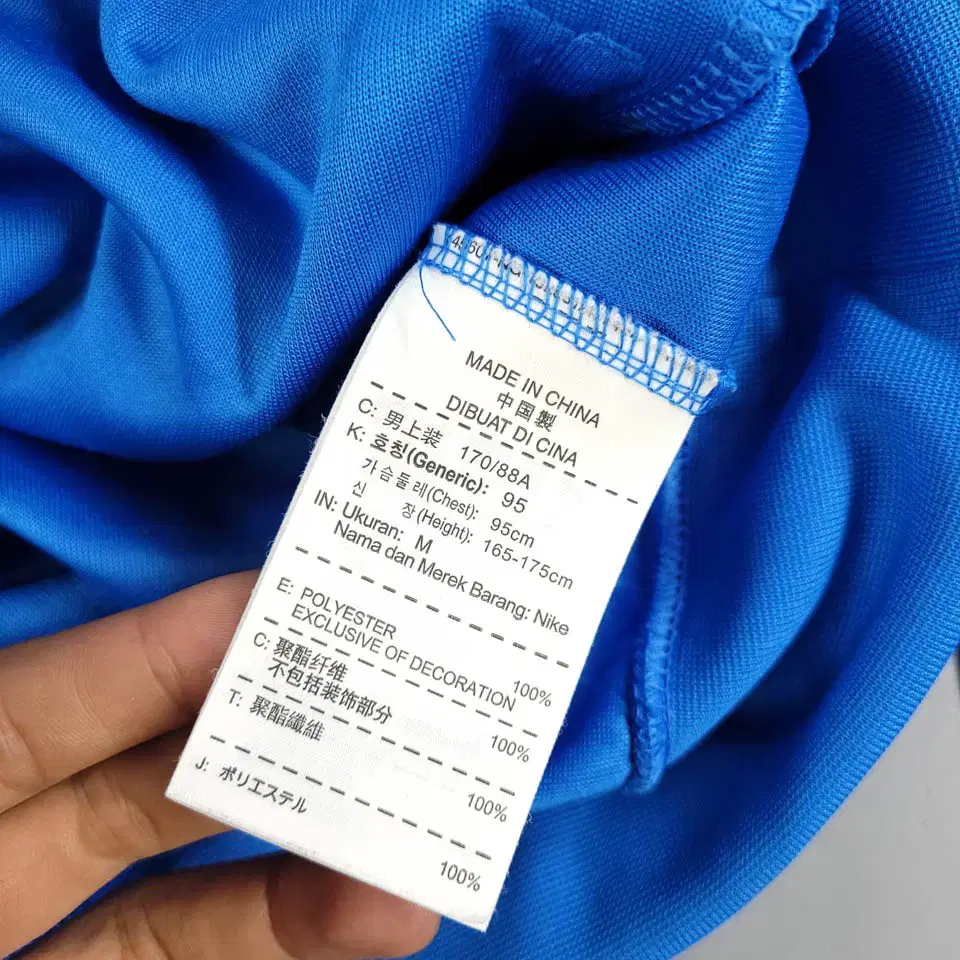 MADE IN CHINA
中国製
DIBUAT DI CINA
C: 男上装 170/88A
K: 호칭(Generic): 95
가슴둘레(Chest): 95cm
신 장(Height): 165-175cm
IN: Ukuran: M
Nama dan Merek Barang: Nike
E: POLYESTER 100%
EXCLUSIVE OF DECORATION
C: 聚酯纤维 100%
不包括装饰部分
T: 聚酯纖維 100%
J: ポリエステル 100%